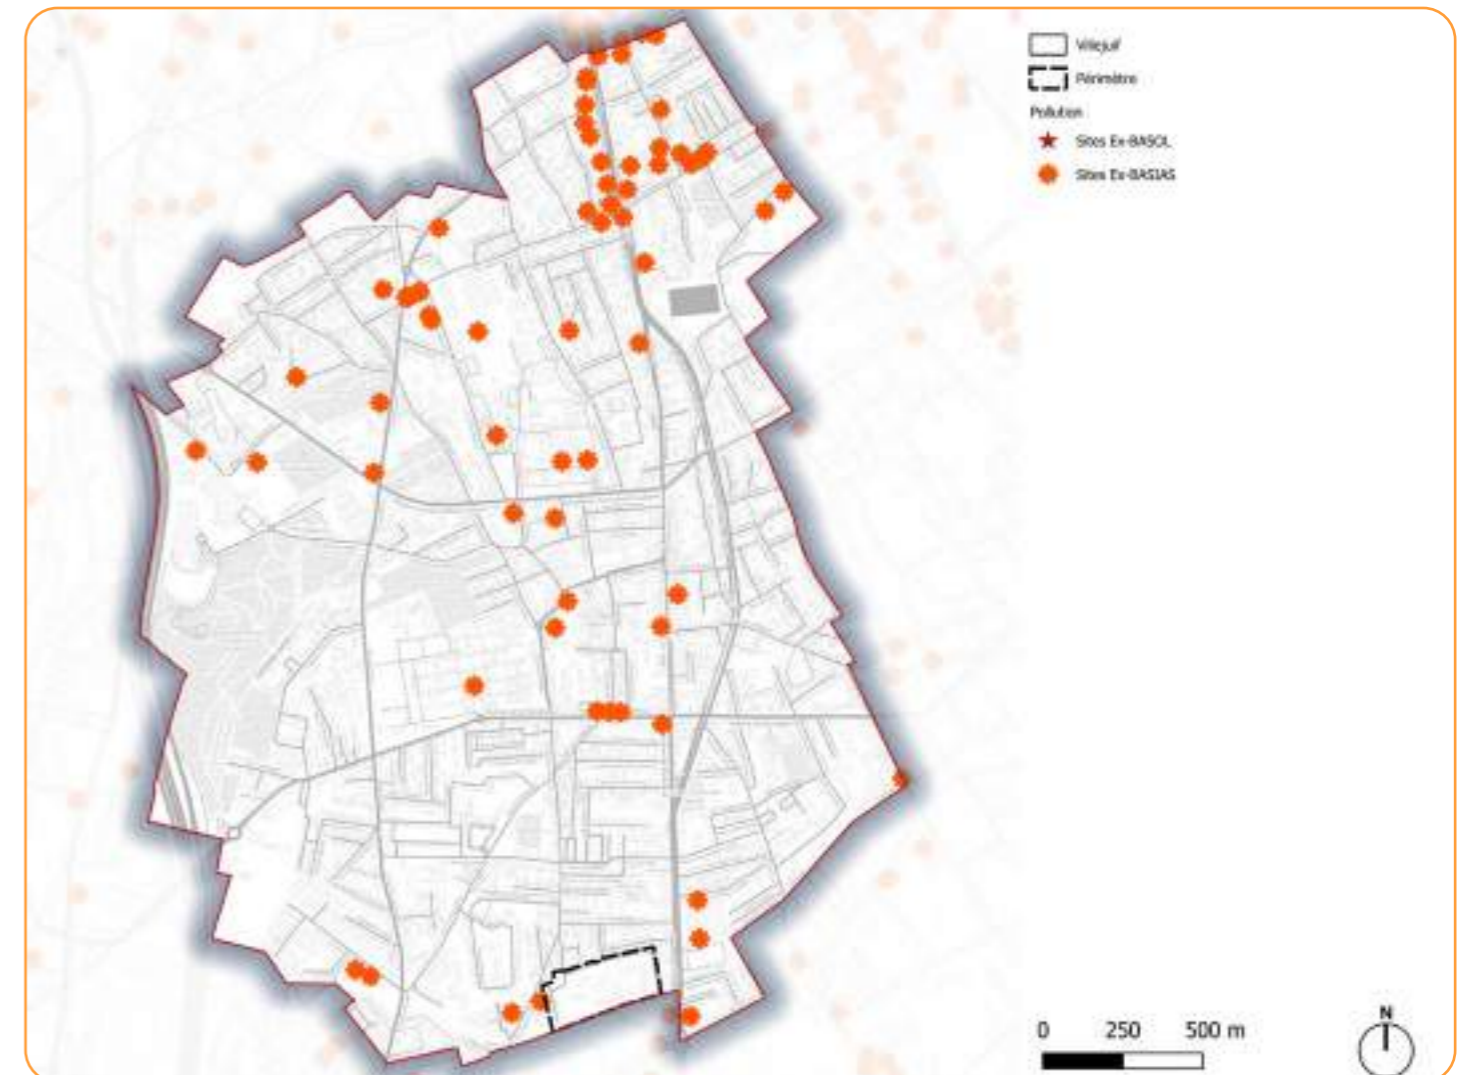 Villejuif
Périmètre
Pollution
Sites Ex-BASOL
Sites Ex-BASIAS
0 250 500 m
N